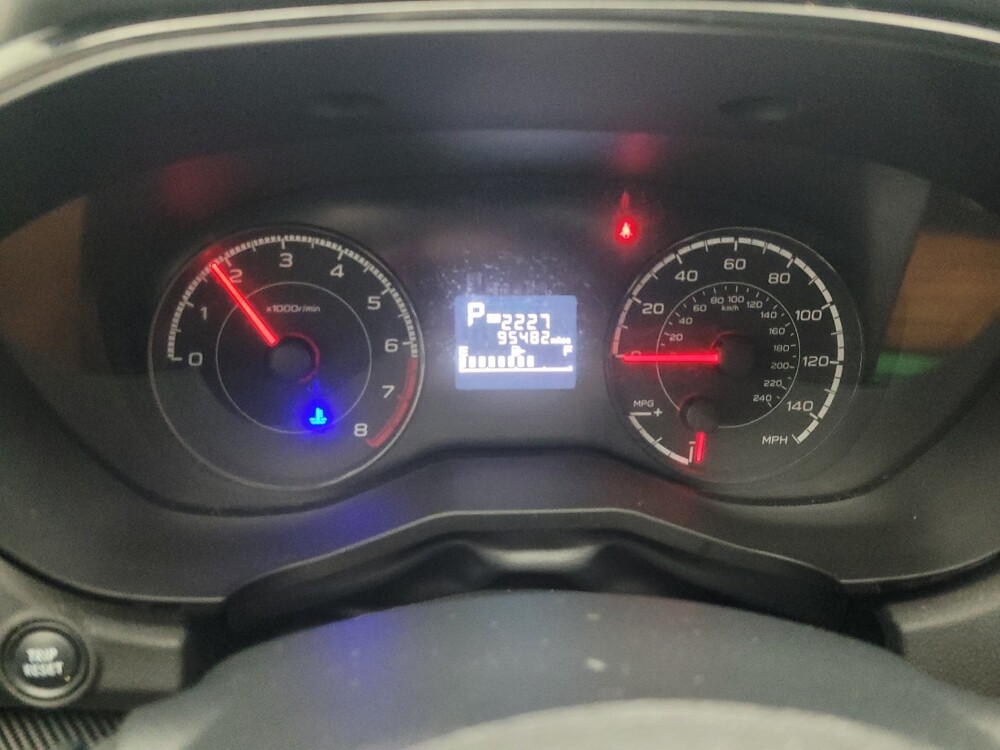 0 1 2 3 4 5 6 7 8
x1000r/min
P
2227
95482 miles
E F
0 20 40 60 80 100 120 140
20 40 60 80 100 120 140 160 180 200 220 240
km/h
MPG
+
-
MPH
TRIP
RESET